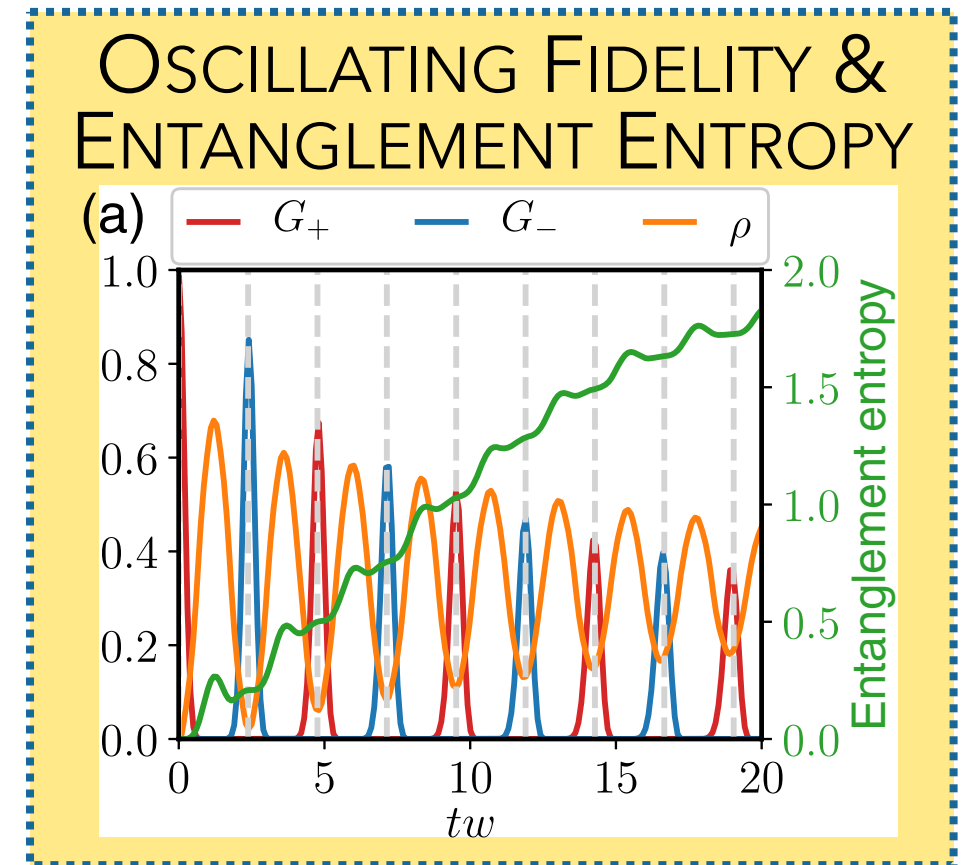 OSCILLATING FIDELITY &
ENTANGLEMENT ENTROPY
(a) G₊ G₋ ρ
1.0 2.0
0.8
1.5
0.6
1.0
0.4
0.5
0.2
0.0 0.0
Entanglement entropy
0 5 10 15 20
tw